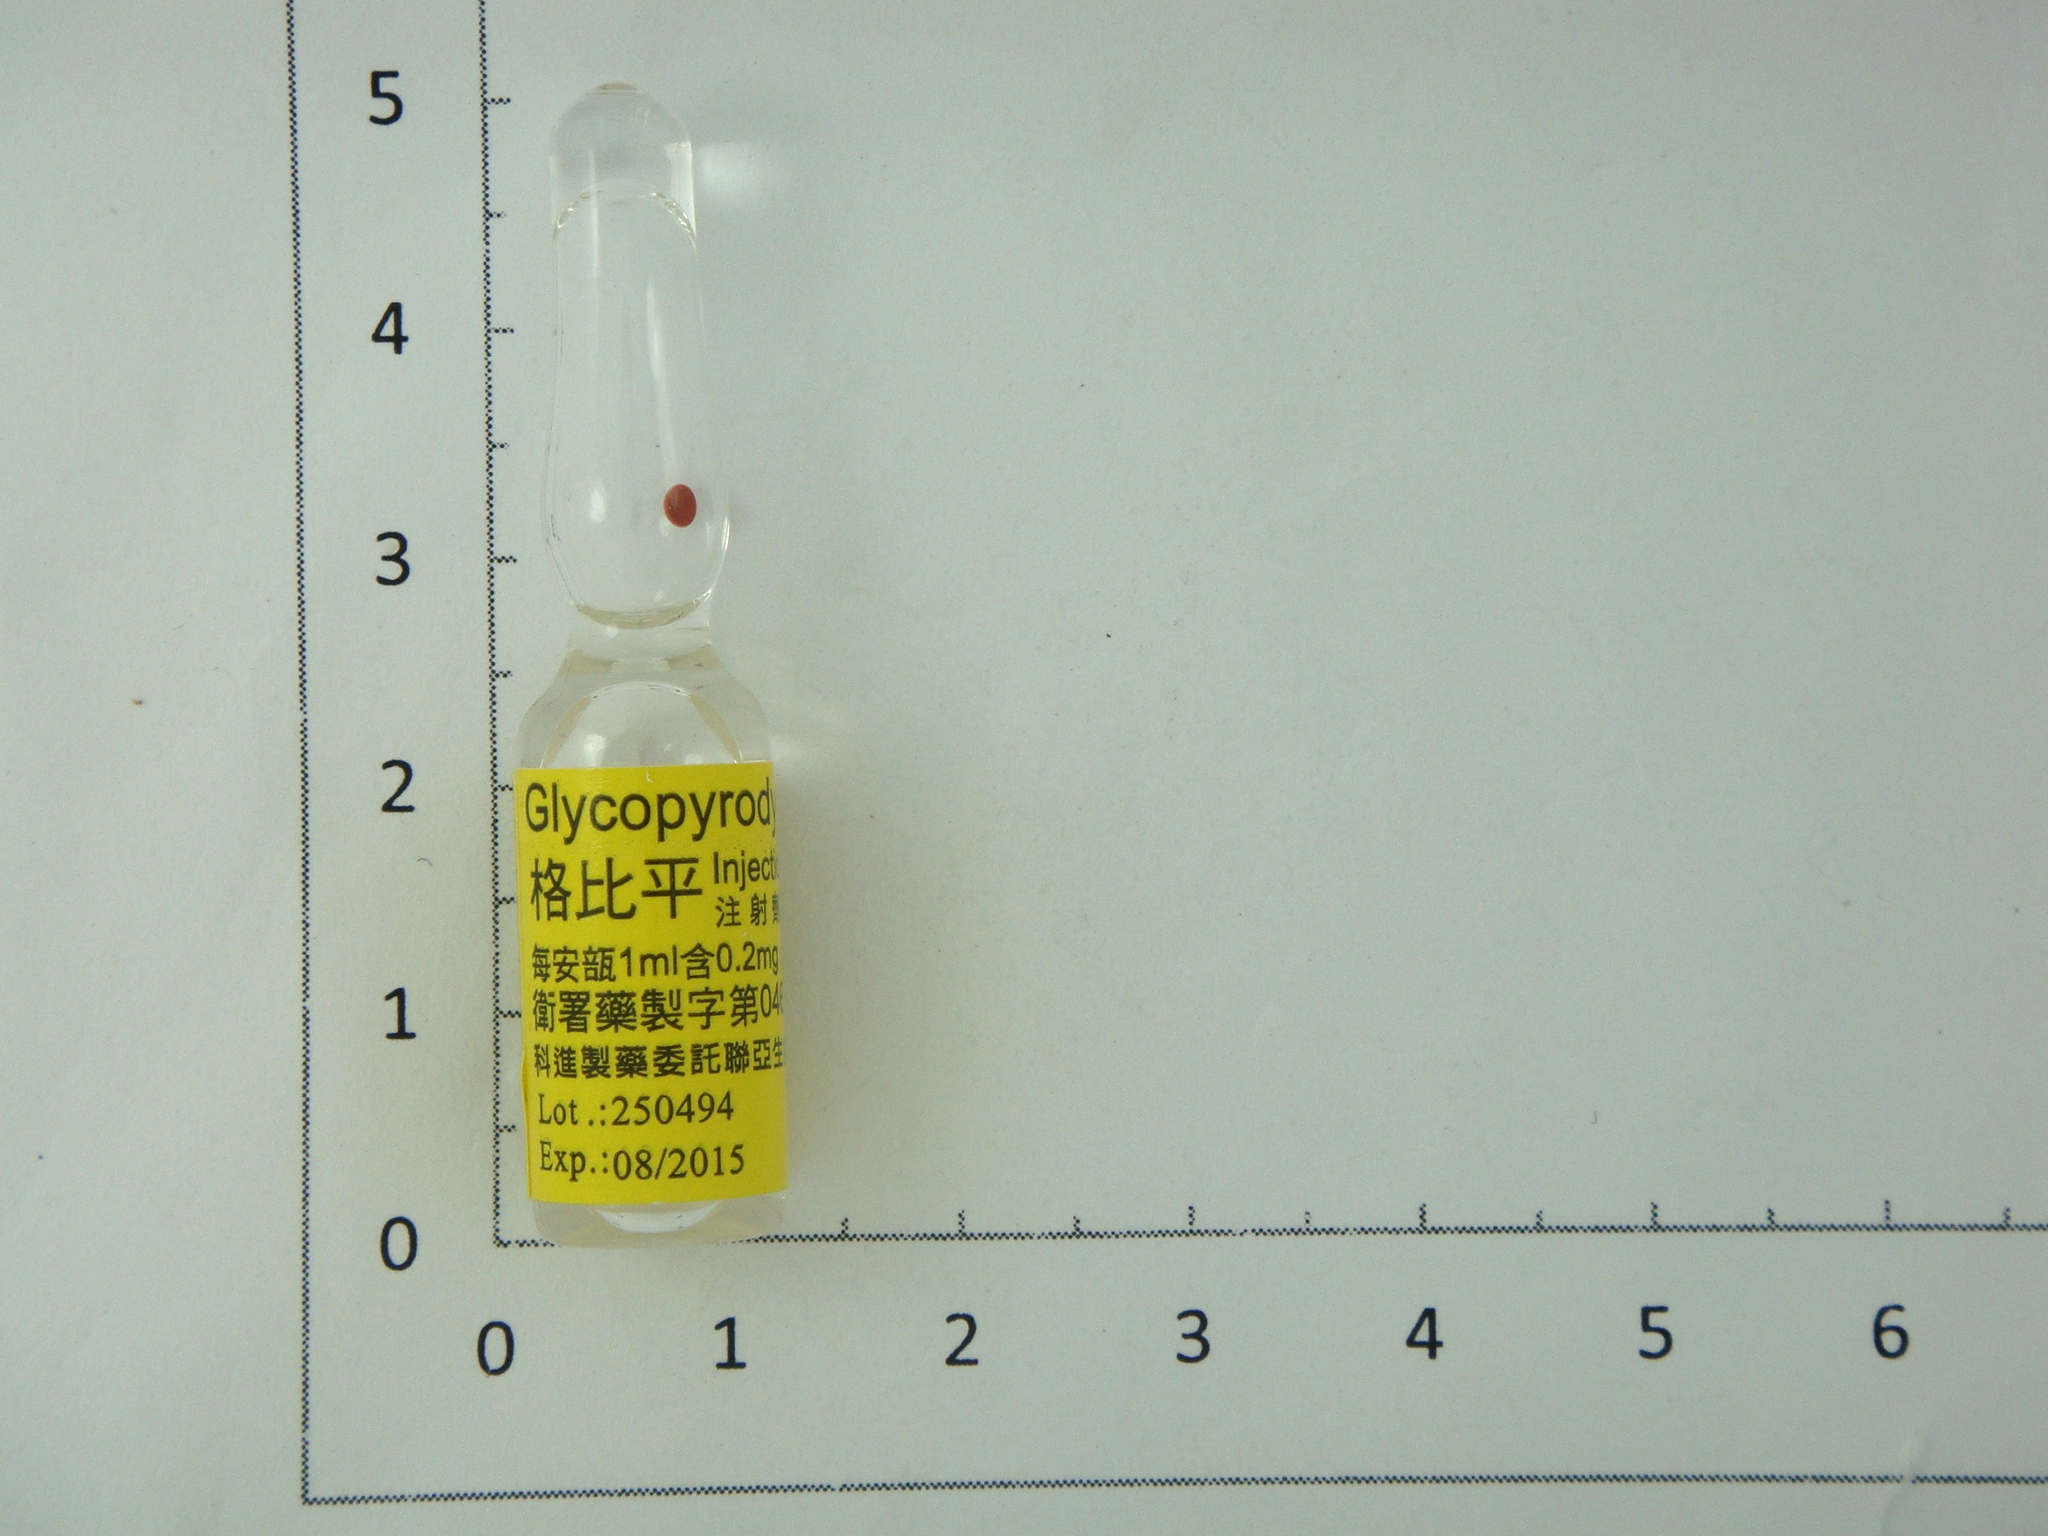 5
4
3
2
1
0
Glycopyrody
格比平 Injecti
注射劑
每安瓿1ml含0.2mg
衛署藥製字第04
科進製藥委託聯亞生
Lot.:250494
Exp.:08/2015
0 1 2 3 4 5 6